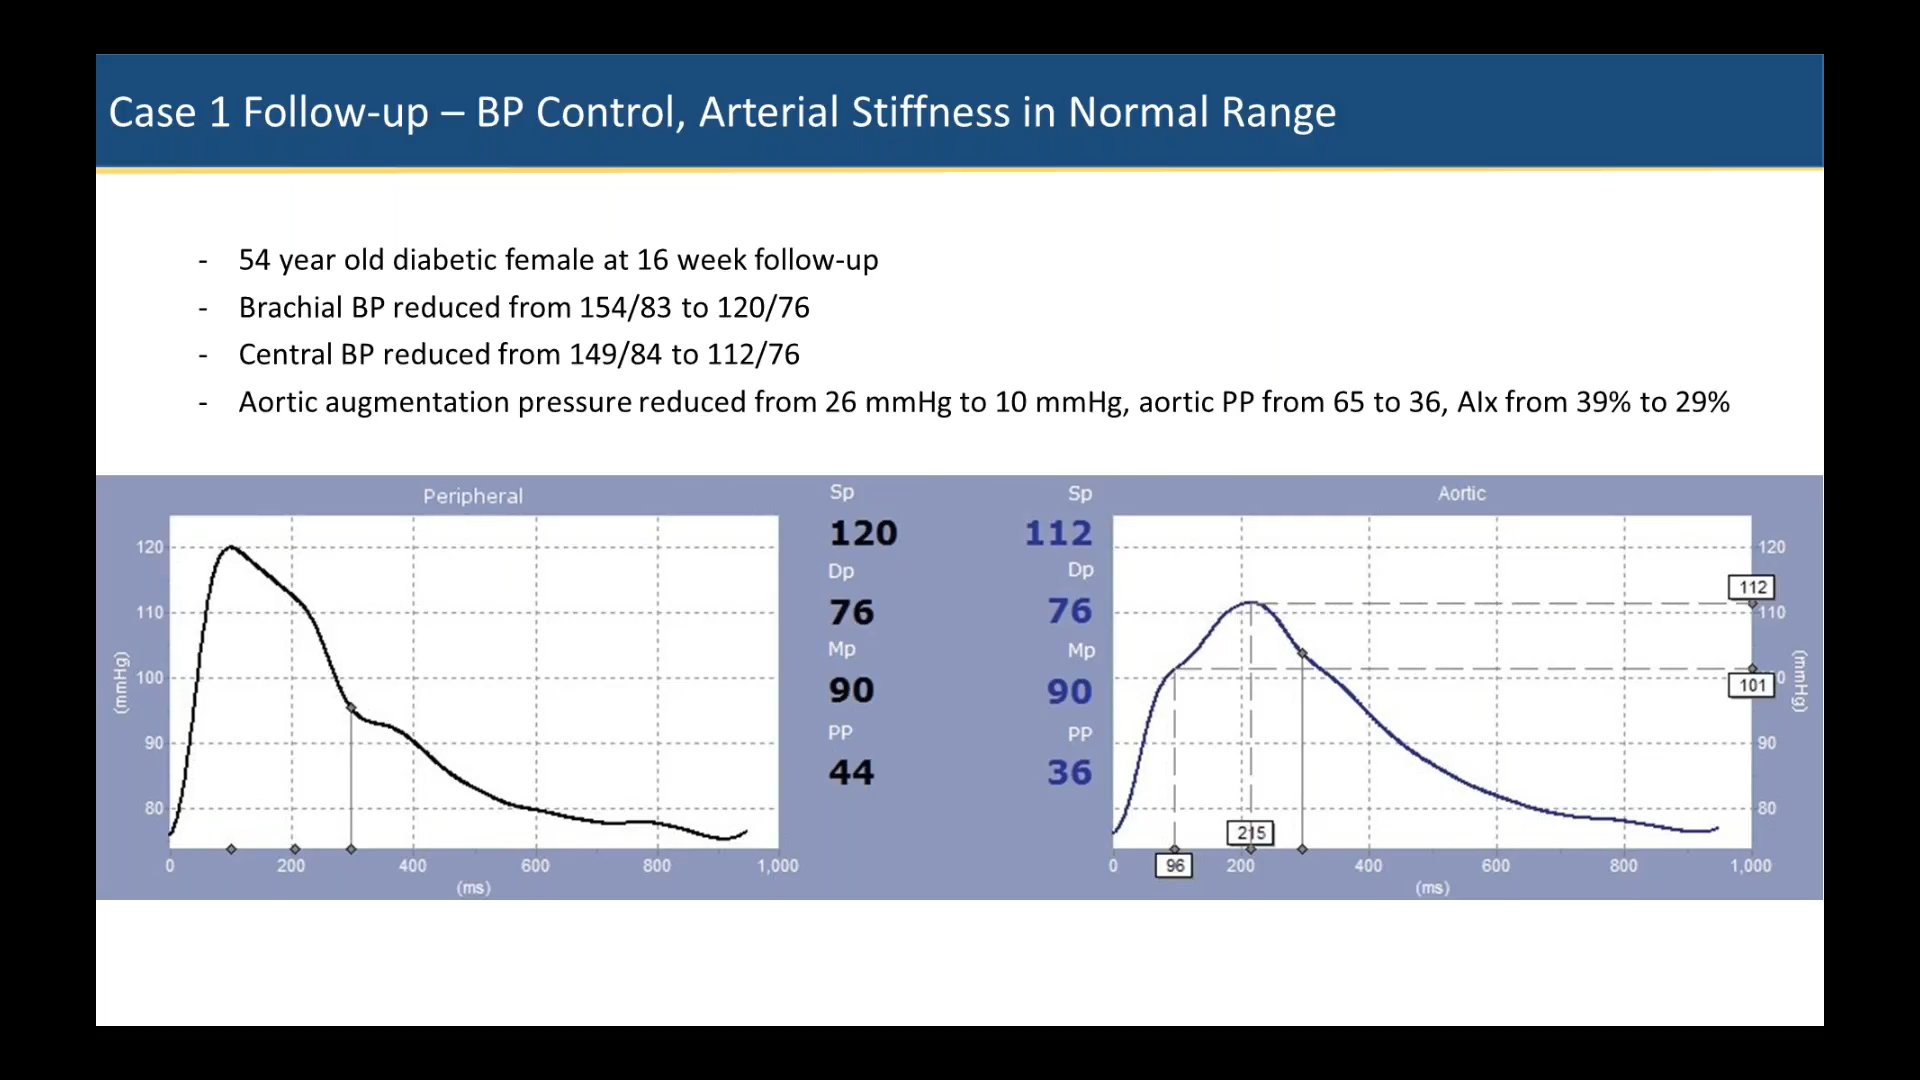 Case 1 Follow-up – BP Control, Arterial Stiffness in Normal Range
- 54 year old diabetic female at 16 week follow-up
- Brachial BP reduced from 154/83 to 120/76
- Central BP reduced from 149/84 to 112/76
- Aortic augmentation pressure reduced from 26 mmHg to 10 mmHg, aortic PP from 65 to 36, AIx from 39% to 29%
Peripheral
120
110
100
90
80
(mmHg)
0 200 400 600 800 1,000
(ms)
Sp
120
Dp
76
Mp
90
PP
44
Sp
112
Dp
76
Mp
90
PP
36
Aortic
120
112
110
0
101
90
80
(mmHg)
215
96
0 200 400 600 800 1,000
(ms)